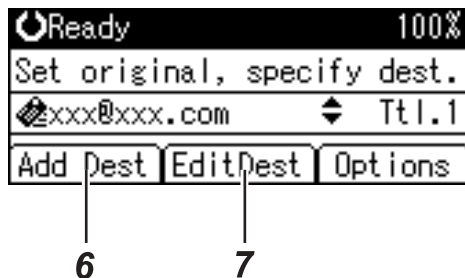 Ready 100%
Set original, specify dest.
xxx@xxx.com Ttl.1
Add Dest EditDest Options
6 7